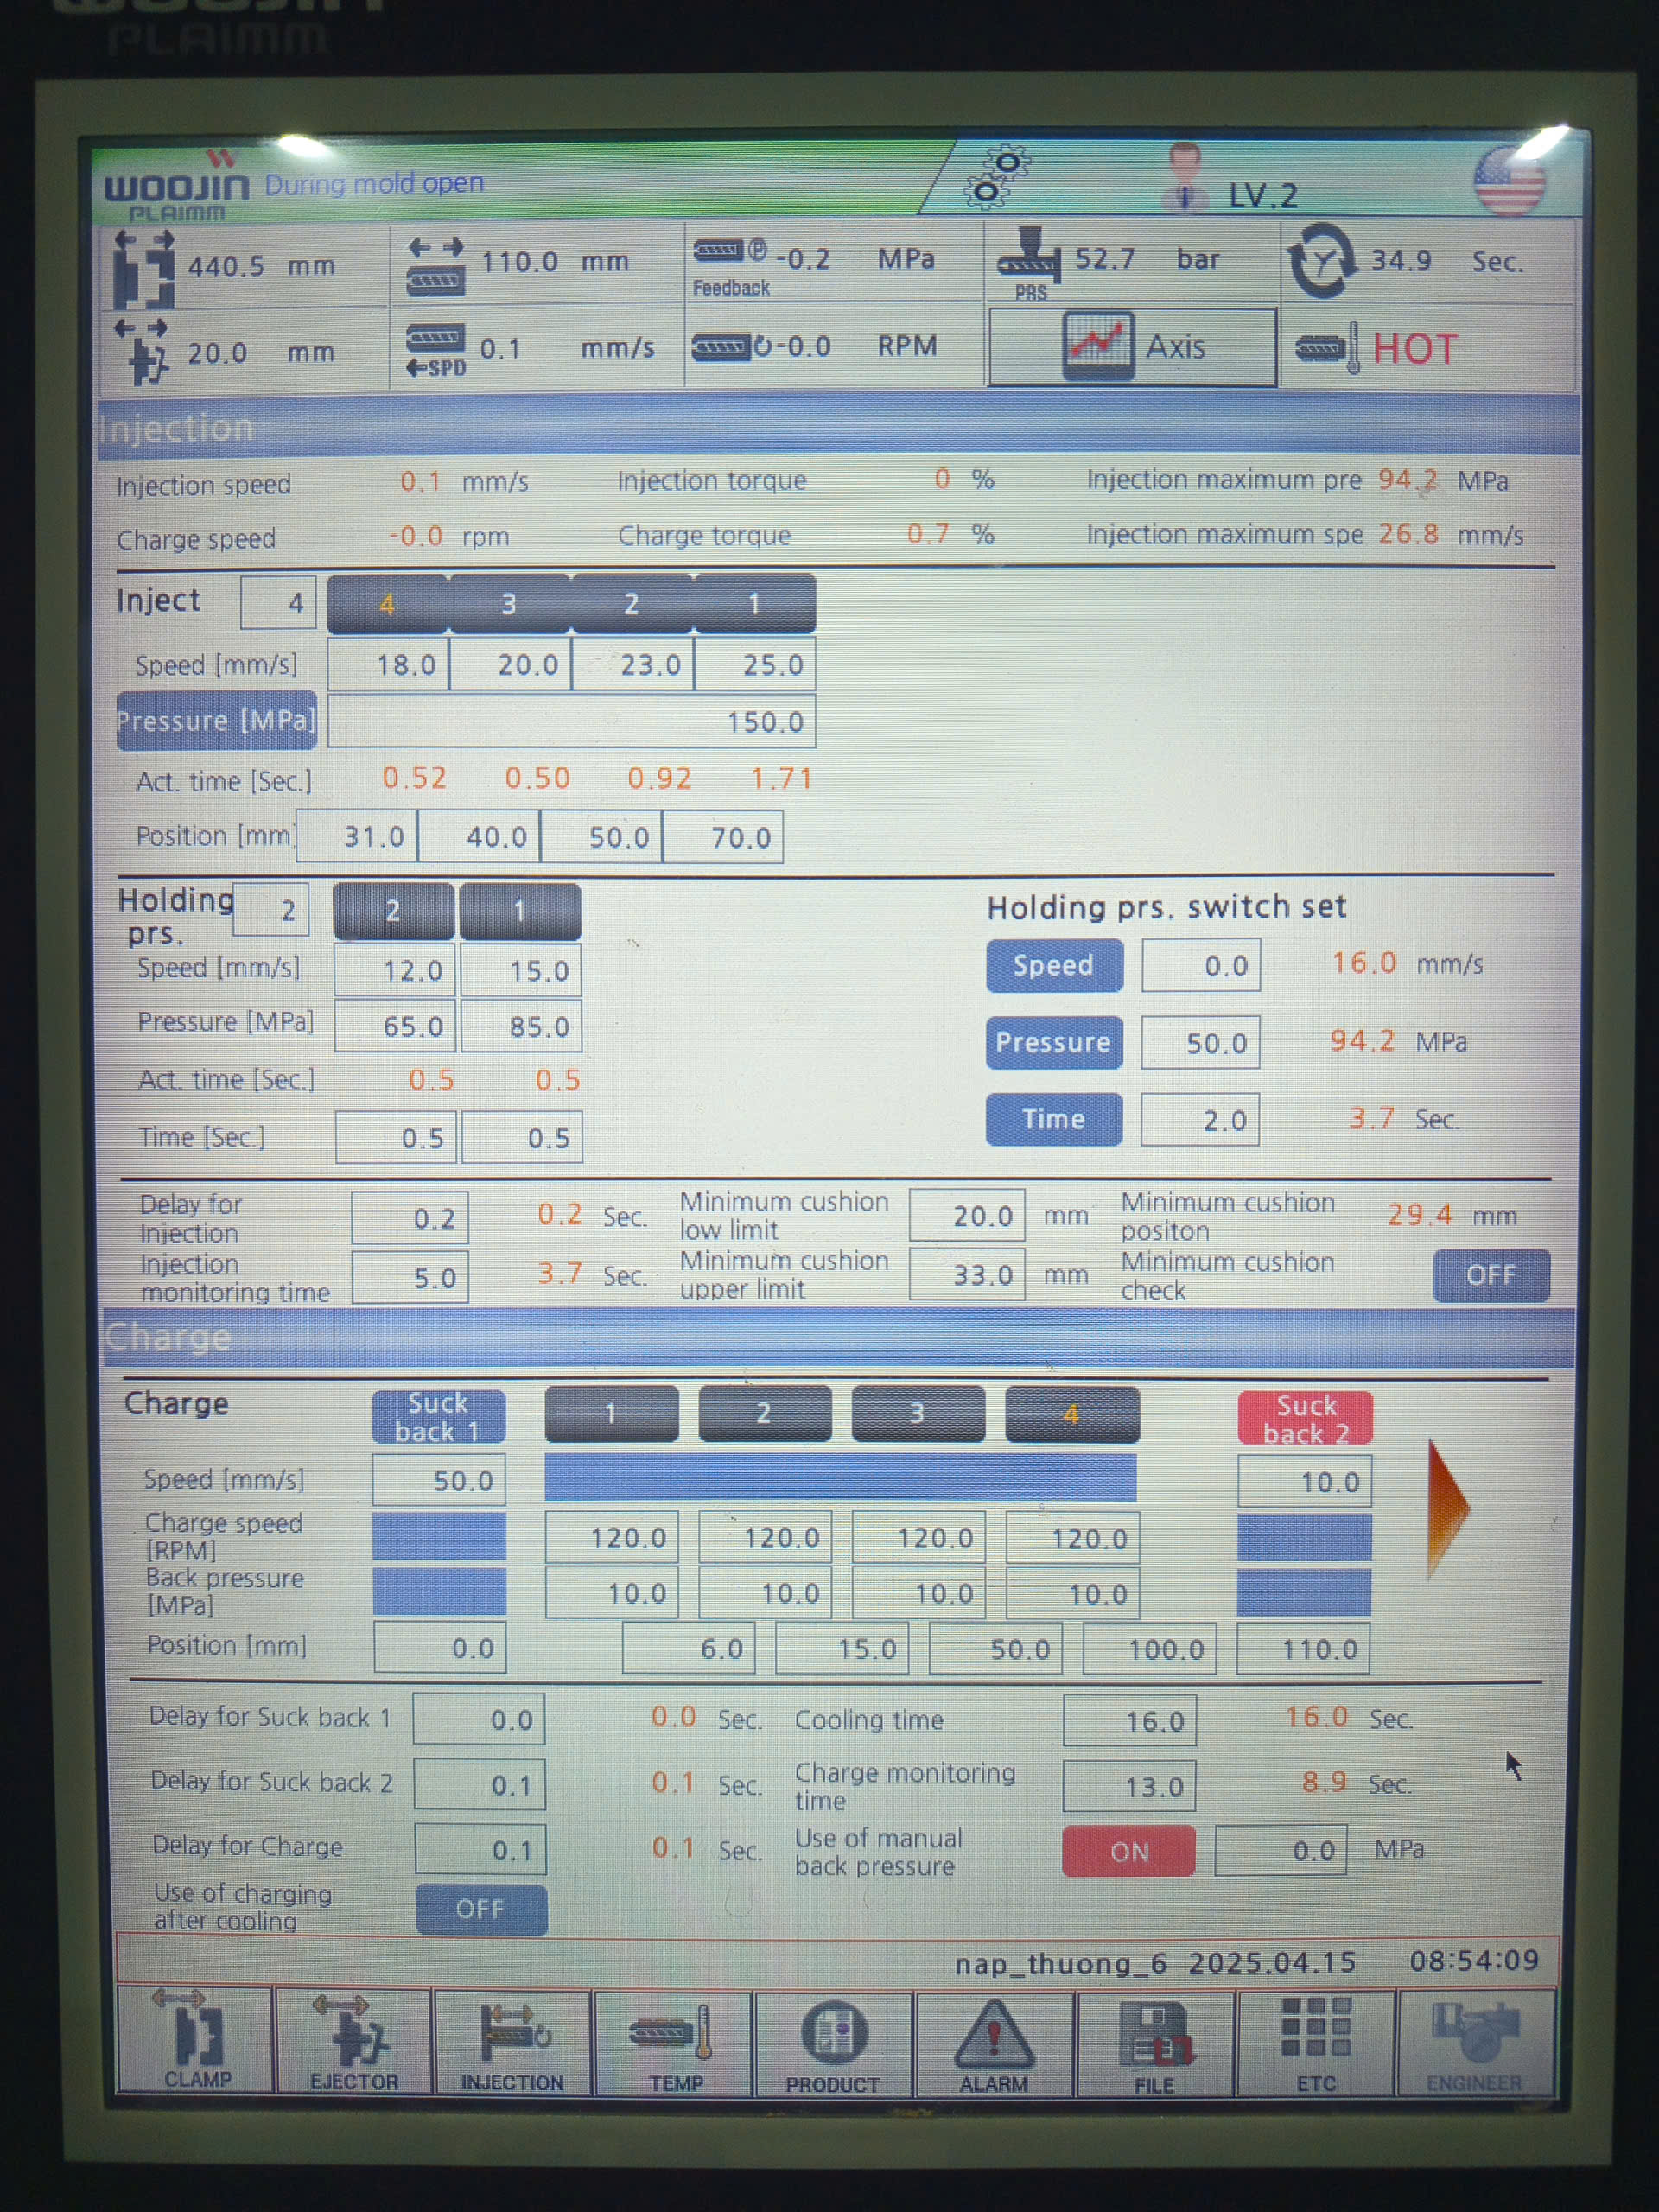 WOOJIN
PLAIMM
WOOJIN During mold open LV.2
PLAIMM
440.5 mm 110.0 mm -0.2 MPa 52.7 bar 34.9 Sec.
Feedback PRS
20.0 mm 0.1 mm/s -0.0 RPM Axis HOT
SPD
Injection
Injection speed 0.1 mm/s Injection torque 0 % Injection maximum pre 94.2 MPa
Charge speed -0.0 rpm Charge torque 0.7 % Injection maximum spe 26.8 mm/s
Inject 4 4 3 2 1
Speed [mm/s] 18.0 20.0 23.0 25.0
Pressure [MPa] 150.0
Act. time [Sec.] 0.52 0.50 0.92 1.71
Position [mm] 31.0 40.0 50.0 70.0
Holding prs. 2 2 1 Holding prs. switch set
Speed [mm/s] 12.0 15.0 Speed 0.0 16.0 mm/s
Pressure [MPa] 65.0 85.0 Pressure 50.0 94.2 MPa
Act. time [Sec.] 0.5 0.5
Time [Sec.] 0.5 0.5 Time 2.0 3.7 Sec.
Delay for Injection 0.2 0.2 Sec. Minimum cushion low limit 20.0 mm Minimum cushion positon 29.4 mm
Injection monitoring time 5.0 3.7 Sec. Minimum cushion upper limit 33.0 mm Minimum cushion check OFF
Charge
Charge Suck back 1 1 2 3 4 Suck back 2
Speed [mm/s] 50.0 10.0
Charge speed [RPM] 120.0 120.0 120.0 120.0
Back pressure [MPa] 10.0 10.0 10.0 10.0
Position [mm] 0.0 6.0 15.0 50.0 100.0 110.0
Delay for Suck back 1 0.0 0.0 Sec. Cooling time 16.0 16.0 Sec.
Delay for Suck back 2 0.1 0.1 Sec. Charge monitoring time 13.0 8.9 Sec.
Delay for Charge 0.1 0.1 Sec. Use of manual back pressure ON 0.0 MPa
Use of charging after cooling OFF
nap_thuong_6 2025.04.15 08:54:09
CLAMP EJECTOR INJECTION TEMP PRODUCT ALARM FILE ETC ENGINEER